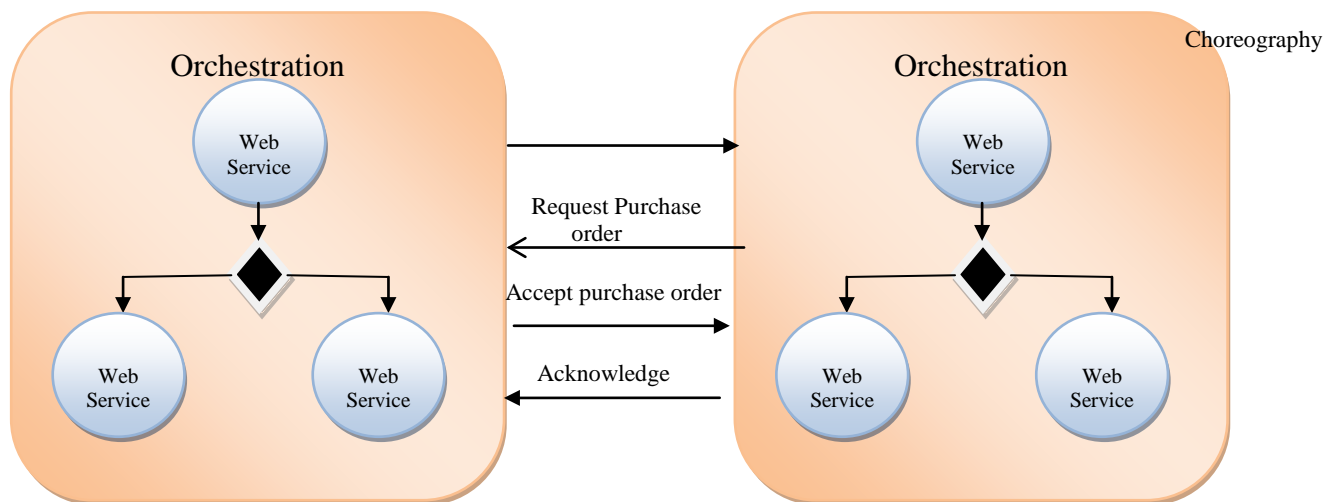 Choreography
Orchestration
Orchestration
Web
Service
Web
Service
Request Purchase
order
Accept purchase order
Acknowledge
Web
Service
Web
Service
Web
Service
Web
Service